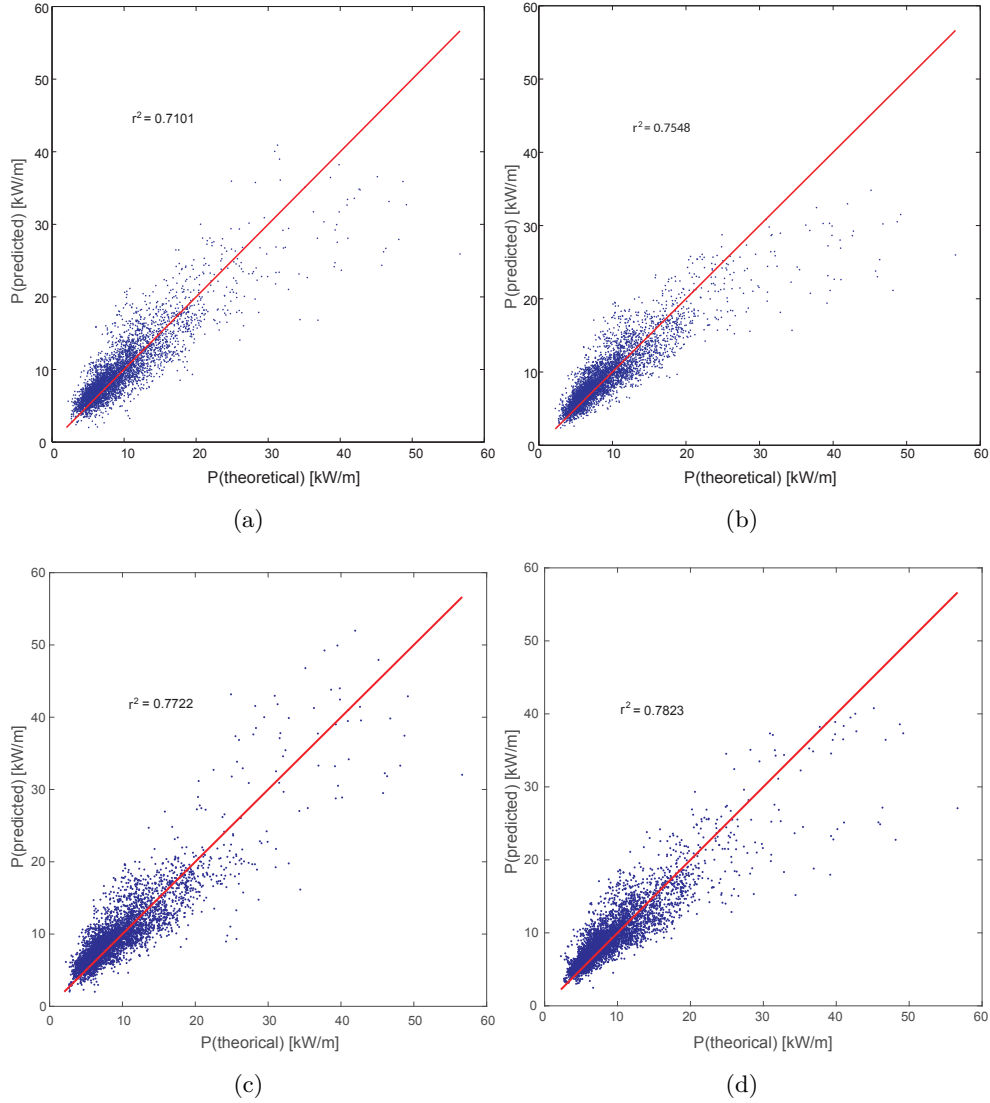 60
50
40
30
20
10
0
P(predicted) [kW/m]
r² = 0.7101
0 10 20 30 40 50 60
P(theoretical) [kW/m]
(a)
60
50
40
30
20
10
0
P(predicted) [kW/m]
r² = 0.7548
0 10 20 30 40 50 60
P(theoretical) [kW/m]
(b)
60
50
40
30
20
10
0
P(predicted) [kW/m]
r² = 0.7722
0 10 20 30 40 50 60
P(theorical) [kW/m]
(c)
60
50
40
30
20
10
0
P(predicted) [kW/m]
r² = 0.7823
0 10 20 30 40 50 60
P(theorical) [kW/m]
(d)